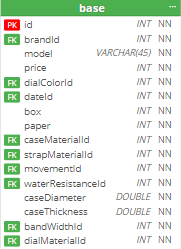 base ...
PK id INT NN
FK brandId INT NN
model VARCHAR(45) NN
price INT NN
FK dialColorId INT NN
FK dateId INT NN
box INT NN
paper INT NN
FK caseMaterialId INT NN
FK strapMaterialId INT NN
FK movementId INT NN
FK waterResistanceId INT NN
caseDiameter DOUBLE NN
caseThickness DOUBLE NN
FK bandWidthId INT NN
FK dialMaterialId INT NN